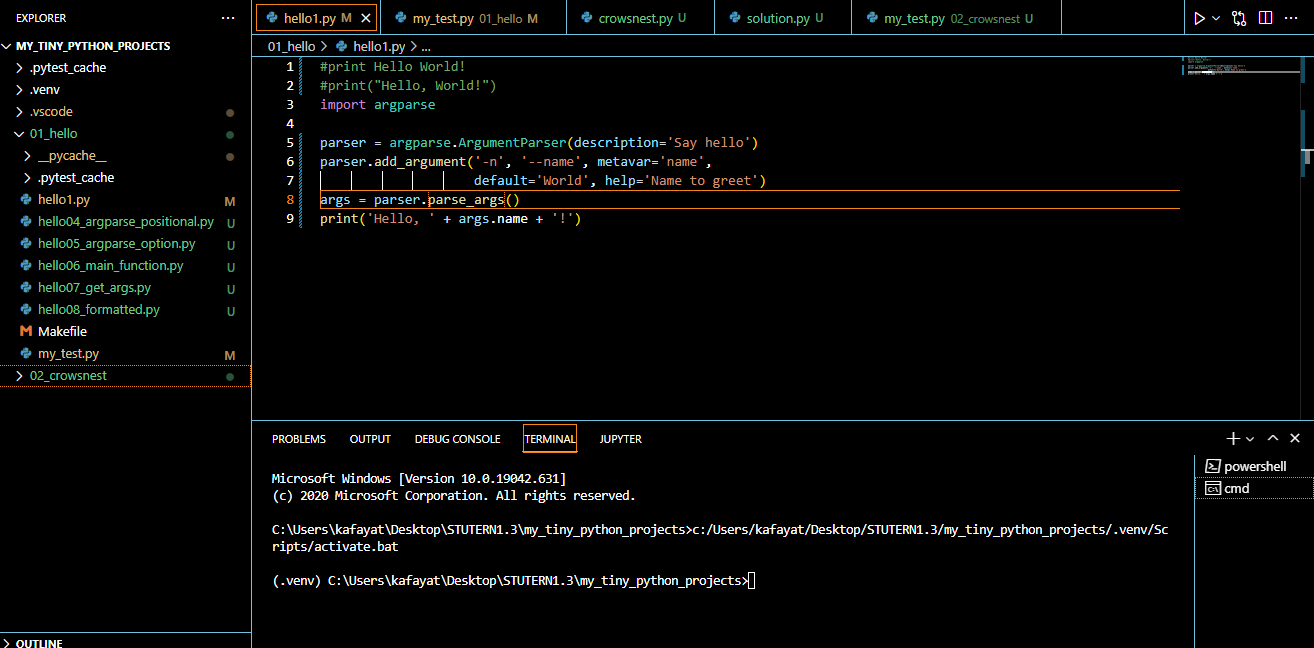 EXPLORER
MY_TINY_PYTHON_PROJECTS
.pytest_cache
.venv
.vscode
01_hello
__pycache__
.pytest_cache
hello1.py M
hello04_argparse_positional.py U
hello05_argparse_option.py U
hello06_main_function.py U
hello07_get_args.py U
hello08_formatted.py U
Makefile
my_test.py M
02_crowsnest
OUTLINE
hello1.py M my_test.py 01_hello M crowsnest.py U solution.py U my_test.py 02_crowsnest U
01_hello > hello1.py > ...
1 #print Hello World!
2 #print("Hello, World!")
3 import argparse
4
5 parser = argparse.ArgumentParser(description='Say hello')
6 parser.add_argument('-n', '--name', metavar='name',
7 default='World', help='Name to greet')
8 args = parser.parse_args()
9 print('Hello, ' + args.name + '!')
PROBLEMS OUTPUT DEBUG CONSOLE TERMINAL JUPYTER
Microsoft Windows [Version 10.0.19042.631]
(c) 2020 Microsoft Corporation. All rights reserved.
C:\Users\kafayat\Desktop\STUTERN1.3\my_tiny_python_projects>c:/Users/kafayat/Desktop/STUTERN1.3/my_tiny_python_projects/.venv/Sc
ripts/activate.bat
(.venv) C:\Users\kafayat\Desktop\STUTERN1.3\my_tiny_python_projects>
powershell
cmd